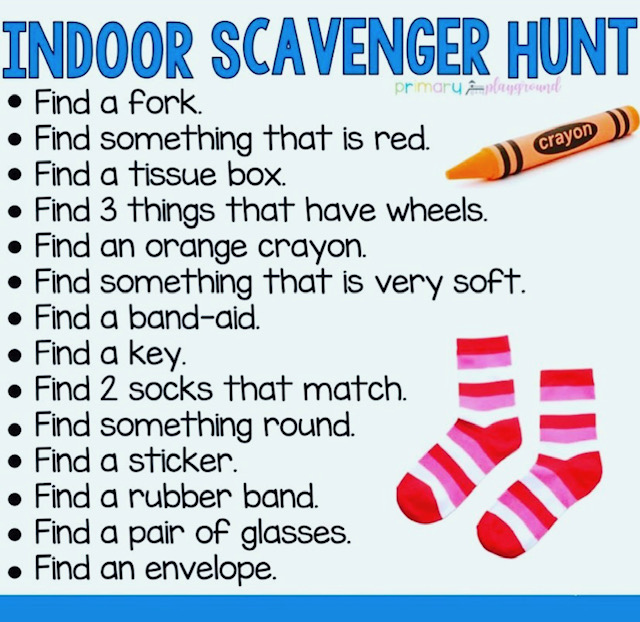 INDOOR SCAVENGER HUNT
primary playground
• Find a fork.
• Find something that is red.
crayon
• Find a tissue box.
• Find 3 things that have wheels.
• Find an orange crayon.
• Find something that is very soft.
• Find a band-aid.
• Find a key.
• Find 2 socks that match.
• Find something round.
• Find a sticker.
• Find a rubber band.
• Find a pair of glasses.
• Find an envelope.